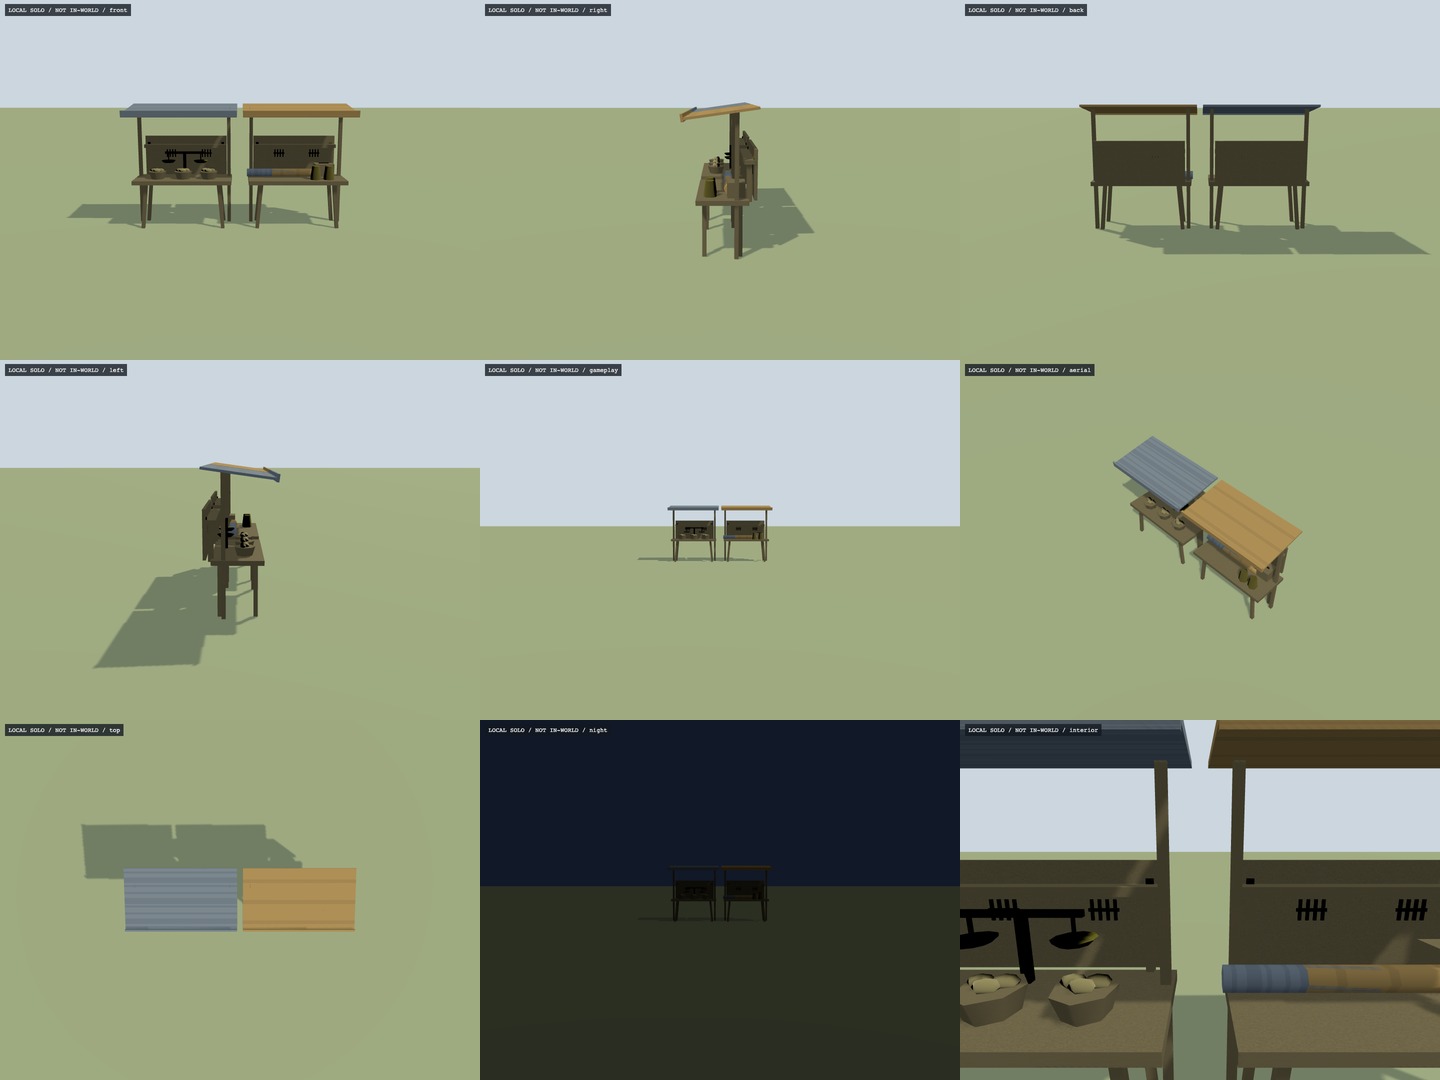 LOCAL SOLO / NOT IN-WORLD / front
LOCAL SOLO / NOT IN-WORLD / right
LOCAL SOLO / NOT IN-WORLD / back
LOCAL SOLO / NOT IN-WORLD / left
LOCAL SOLO / NOT IN-WORLD / gameplay
LOCAL SOLO / NOT IN-WORLD / aerial
LOCAL SOLO / NOT IN-WORLD / top
LOCAL SOLO / NOT IN-WORLD / night
LOCAL SOLO / NOT IN-WORLD / interior